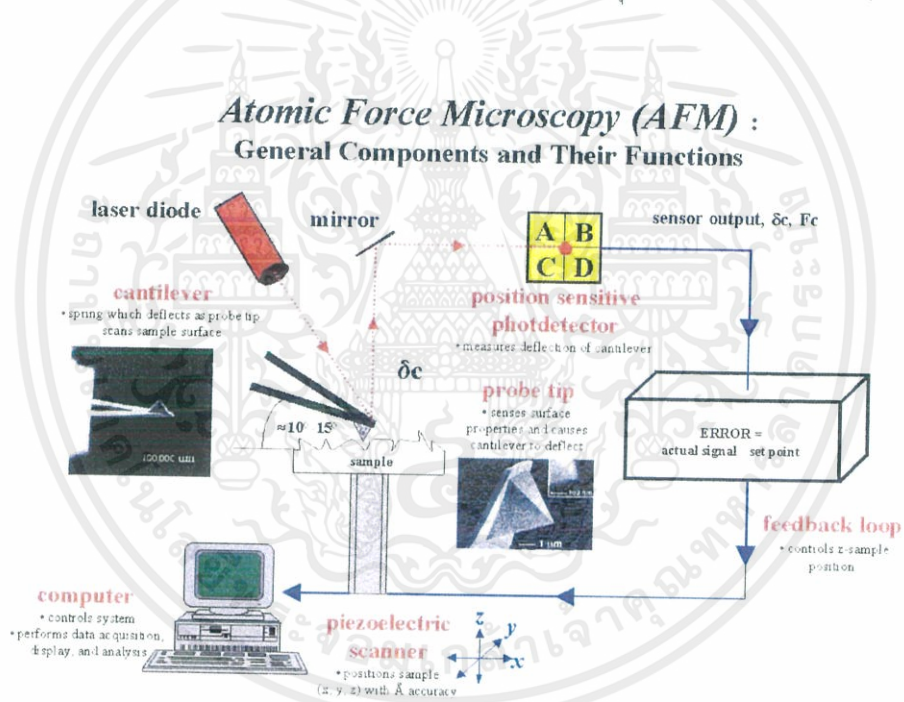 Atomic Force Microscopy (AFM) :
General Components and Their Functions
laser diode
mirror
A B
C D
sensor output, δc, Fc
cantilever
• spring which deflects as probe tip
scans sample surface
position sensitive
photdetector
• measures deflection of cantilever
δc
probe tip
• senses surface
properties and causes
cantilever to deflect
≈10 15°
100.000 um
sample
1 µm
ERROR =
actual signal set point
feedback loop
• controls z-sample
position
computer
• controls system
• performs data acquisition,
display, and analysis
piezoelectric
scanner
• positions sample
(x, y, z) with Å accuracy
z
y
x